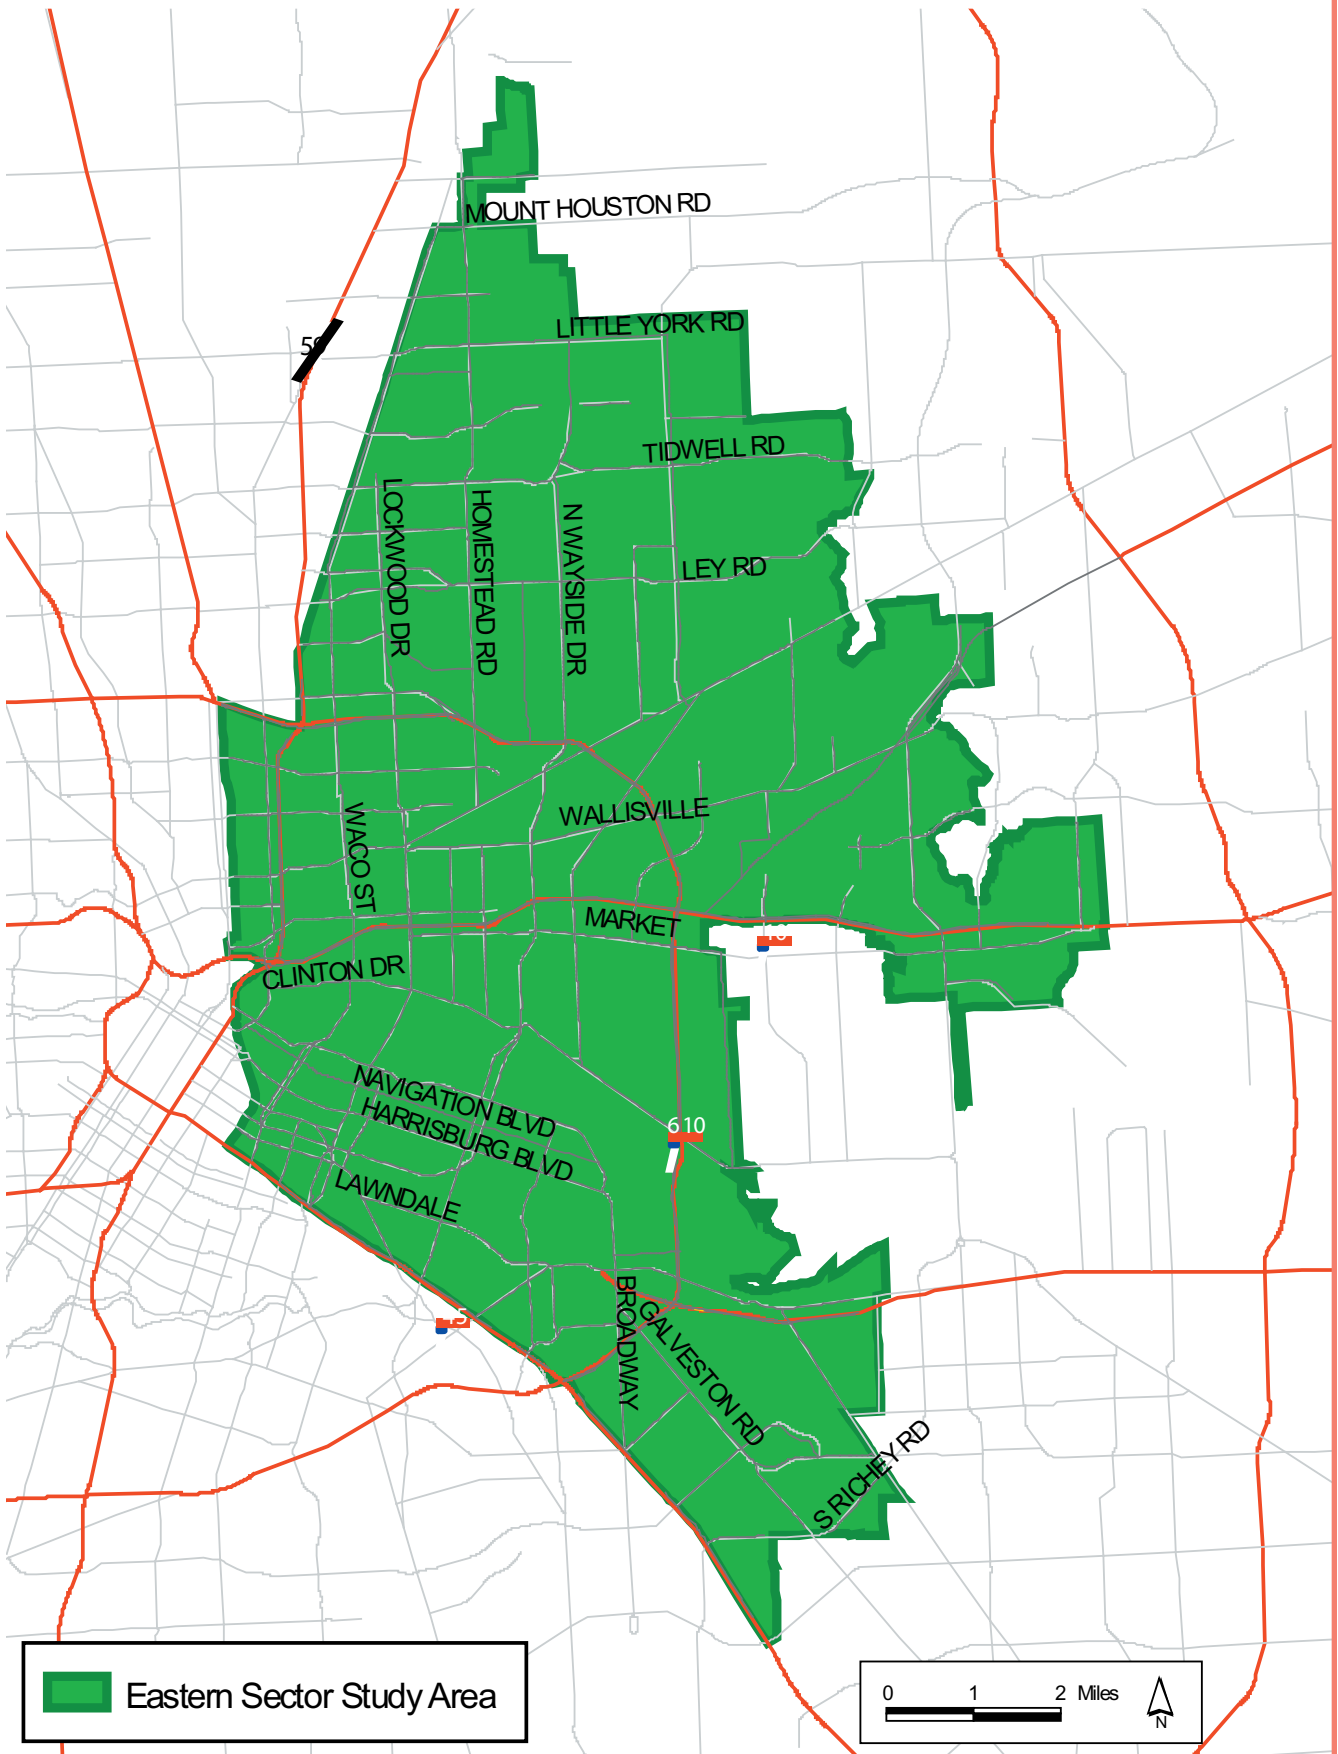 MOUNT HOUSTON RD
LITTLE YORK RD
TIDWELL RD
LOCKWOOD DR
HOMESTEAD RD
N WAYSIDE DR
LEY RD
WALLISVILLE
WACO ST
MARKET
CLINTON DR
NAVIGATION BLVD
HARRISBURG BLVD
610
LAWNDALE
BROADWAY
GALVESTON RD
S RICHEY RD
Eastern Sector Study Area
0 1 2 Miles
N